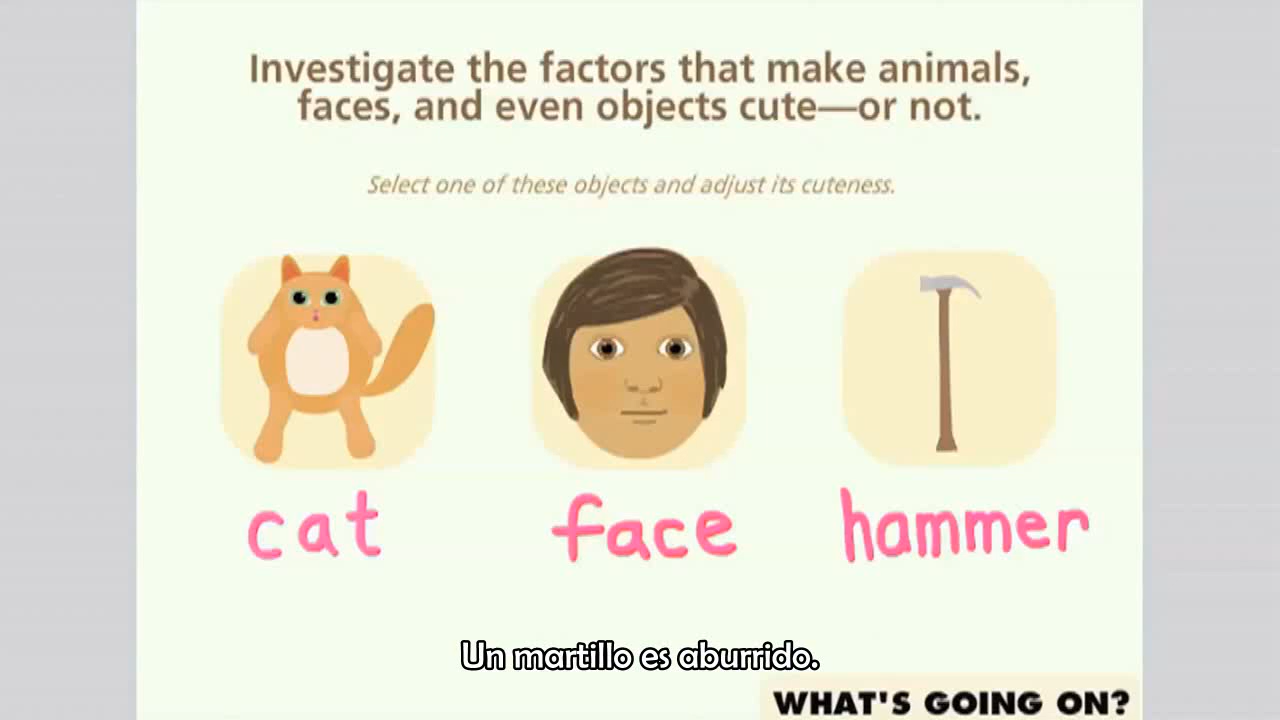 Investigate the factors that make animals,
faces, and even objects cute—or not.
Select one of these objects and adjust its cuteness.
cat
face
hammer
Un martillo es aburrido.
WHAT'S GOING ON?